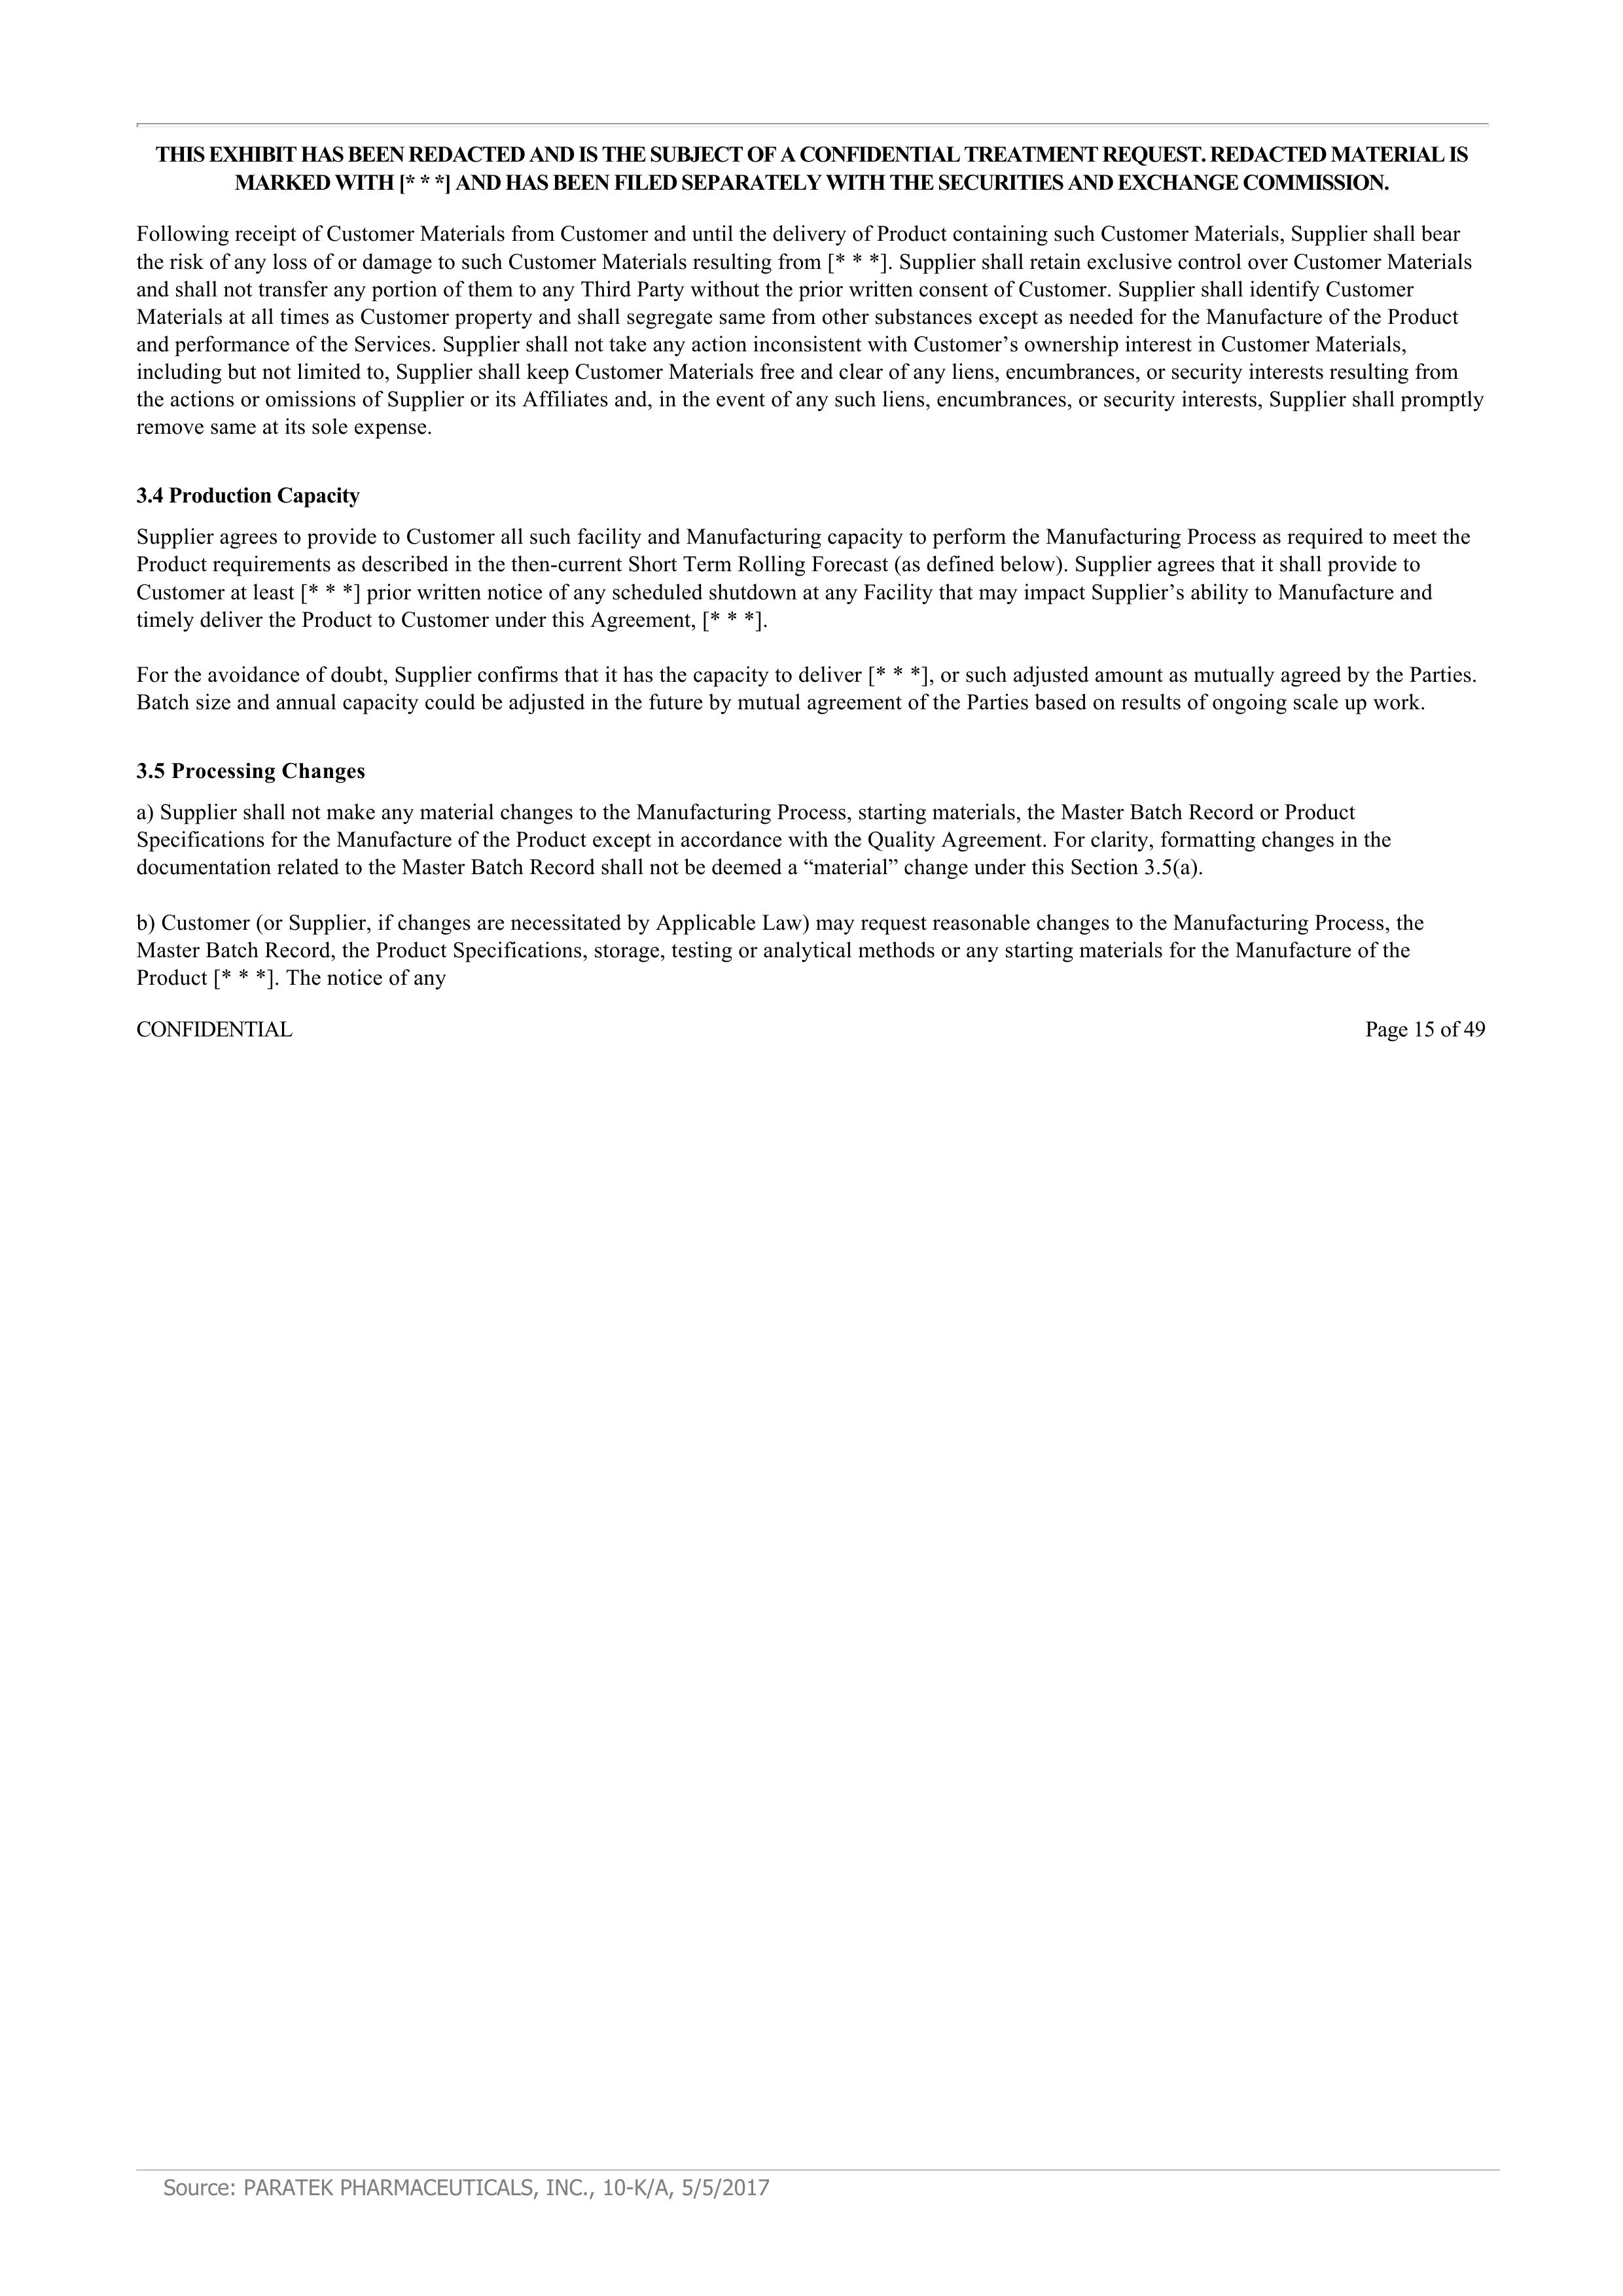 THIS EXHIBIT HAS BEEN REDACTED AND IS THE SUBJECT OF A CONFIDENTIAL TREATMENT REQUEST. REDACTED MATERIAL IS
MARKED WITH [* * *] AND HAS BEEN FILED SEPARATELY WITH THE SECURITIES AND EXCHANGE COMMISSION.
Following receipt of Customer Materials from Customer and until the delivery of Product containing such Customer Materials, Supplier shall bear
the risk of any loss of or damage to such Customer Materials resulting from [* * *]. Supplier shall retain exclusive control over Customer Materials
and shall not transfer any portion of them to any Third Party without the prior written consent of Customer. Supplier shall identify Customer
Materials at all times as Customer property and shall segregate same from other substances except as needed for the Manufacture of the Product
and performance of the Services. Supplier shall not take any action inconsistent with Customer’s ownership interest in Customer Materials,
including but not limited to, Supplier shall keep Customer Materials free and clear of any liens, encumbrances, or security interests resulting from
the actions or omissions of Supplier or its Affiliates and, in the event of any such liens, encumbrances, or security interests, Supplier shall promptly
remove same at its sole expense.
3.4 Production Capacity
Supplier agrees to provide to Customer all such facility and Manufacturing capacity to perform the Manufacturing Process as required to meet the
Product requirements as described in the then-current Short Term Rolling Forecast (as defined below). Supplier agrees that it shall provide to
Customer at least [* * *] prior written notice of any scheduled shutdown at any Facility that may impact Supplier’s ability to Manufacture and
timely deliver the Product to Customer under this Agreement, [* * *].
For the avoidance of doubt, Supplier confirms that it has the capacity to deliver [* * *], or such adjusted amount as mutually agreed by the Parties.
Batch size and annual capacity could be adjusted in the future by mutual agreement of the Parties based on results of ongoing scale up work.
3.5 Processing Changes
a) Supplier shall not make any material changes to the Manufacturing Process, starting materials, the Master Batch Record or Product
Specifications for the Manufacture of the Product except in accordance with the Quality Agreement. For clarity, formatting changes in the
documentation related to the Master Batch Record shall not be deemed a “material” change under this Section 3.5(a).
b) Customer (or Supplier, if changes are necessitated by Applicable Law) may request reasonable changes to the Manufacturing Process, the
Master Batch Record, the Product Specifications, storage, testing or analytical methods or any starting materials for the Manufacture of the
Product [* * *]. The notice of any
CONFIDENTIAL Page 15 of 49
Source: PARATEK PHARMACEUTICALS, INC., 10-K/A, 5/5/2017